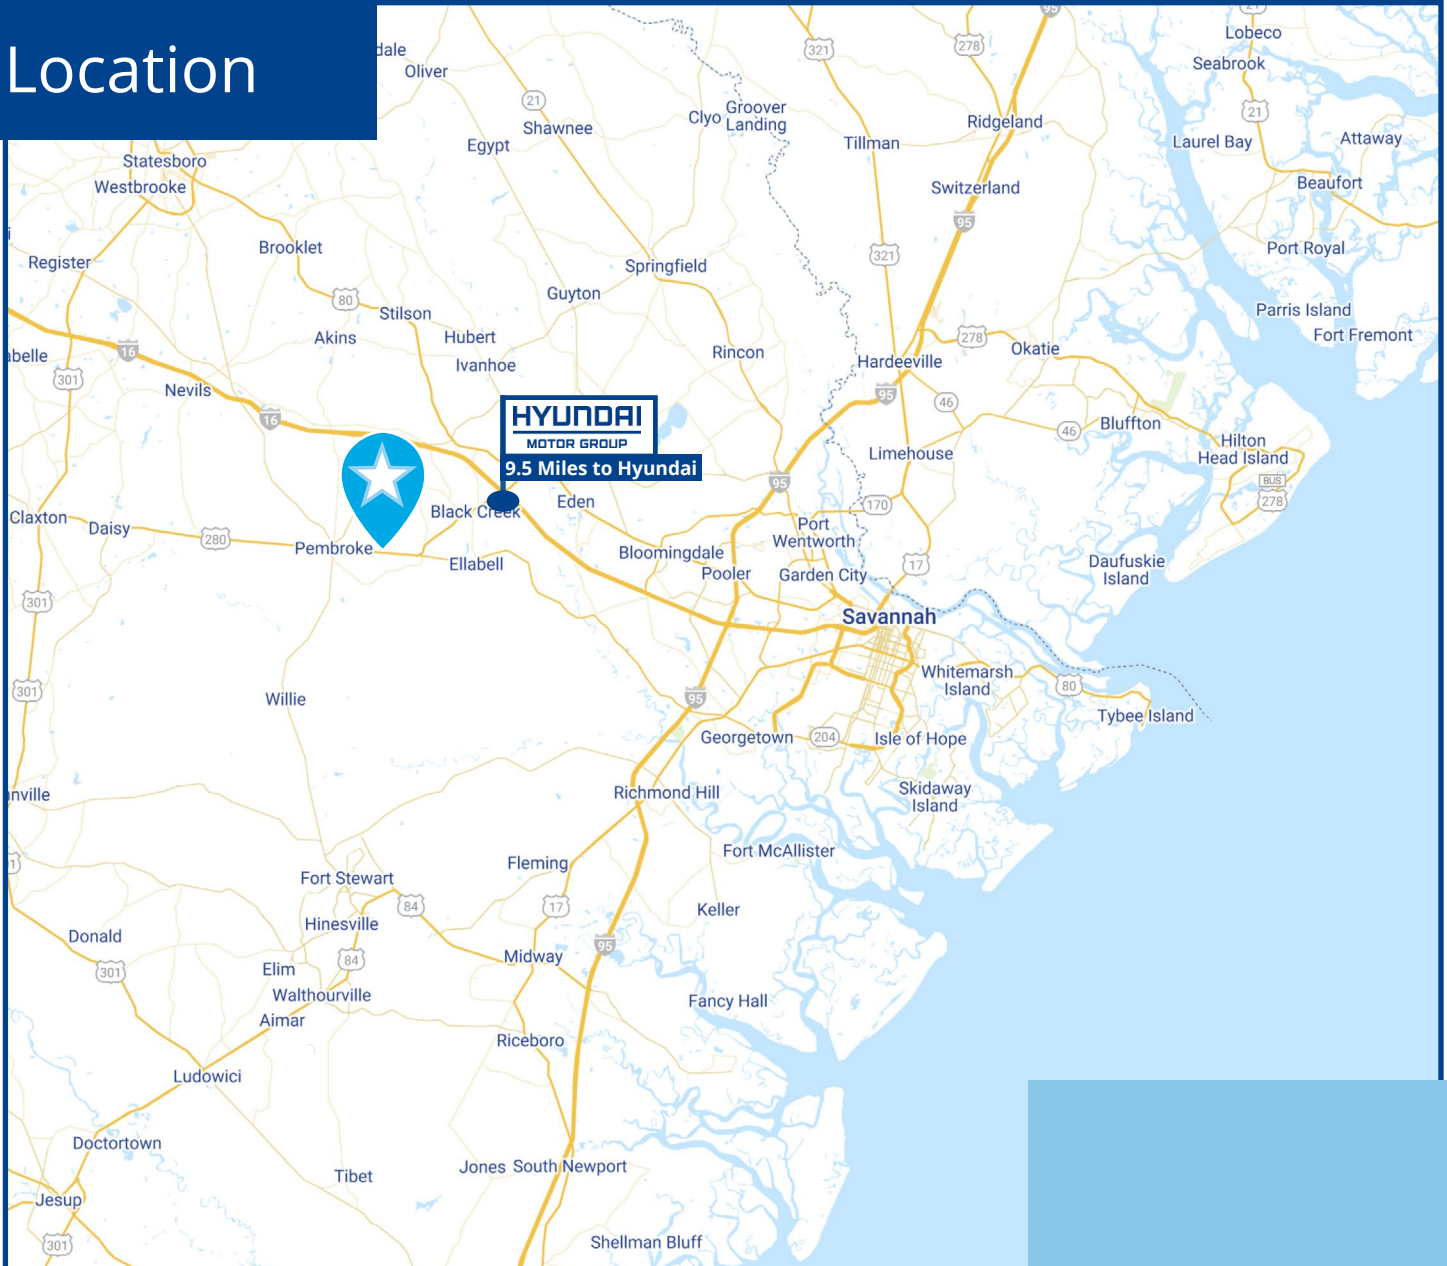 Location
dale
Oliver
95
321
278
21
Lobeco
Seabrook
21
Shawnee
Clyo
Groover
Landing
Egypt
Tillman
Ridgeland
21
Laurel Bay
Attaway
Statesboro
Westbrooke
Switzerland
Beaufort
95
Brooklet
Register
Springfield
321
Port Royal
Guyton
80
Stilson
Parris Island
Akins
Hubert
Ivanhoe
Rincon
278
Okatie
Fort Fremont
abelle
16
301
Nevils
Hardeeville
95
46
16
HYUNDAI
MOTOR GROUP
9.5 Miles to Hyundai
46
Bluffton
Hilton
Head Island
BUS
278
Limehouse
95
170
Claxton
Daisy
280
Pembroke
Black Creek
Eden
Ellabell
Bloomingdale
Pooler
Port
Wentworth
Garden City
17
Daufuskie
Island
301
Savannah
Whitemarsh
Island
80
Tybee Island
301
Willie
95
Georgetown
204
Isle of Hope
nville
Richmond Hill
Skidaway
Island
Fort McAllister
Fleming
Fort Stewart
84
17
Keller
Hinesville
Donald
301
84
95
Elim
Midway
Walthourville
Aimar
Fancy Hall
Riceboro
Ludowici
Doctortown
Tibet
Jones
South Newport
Jesup
301
Shellman Bluff